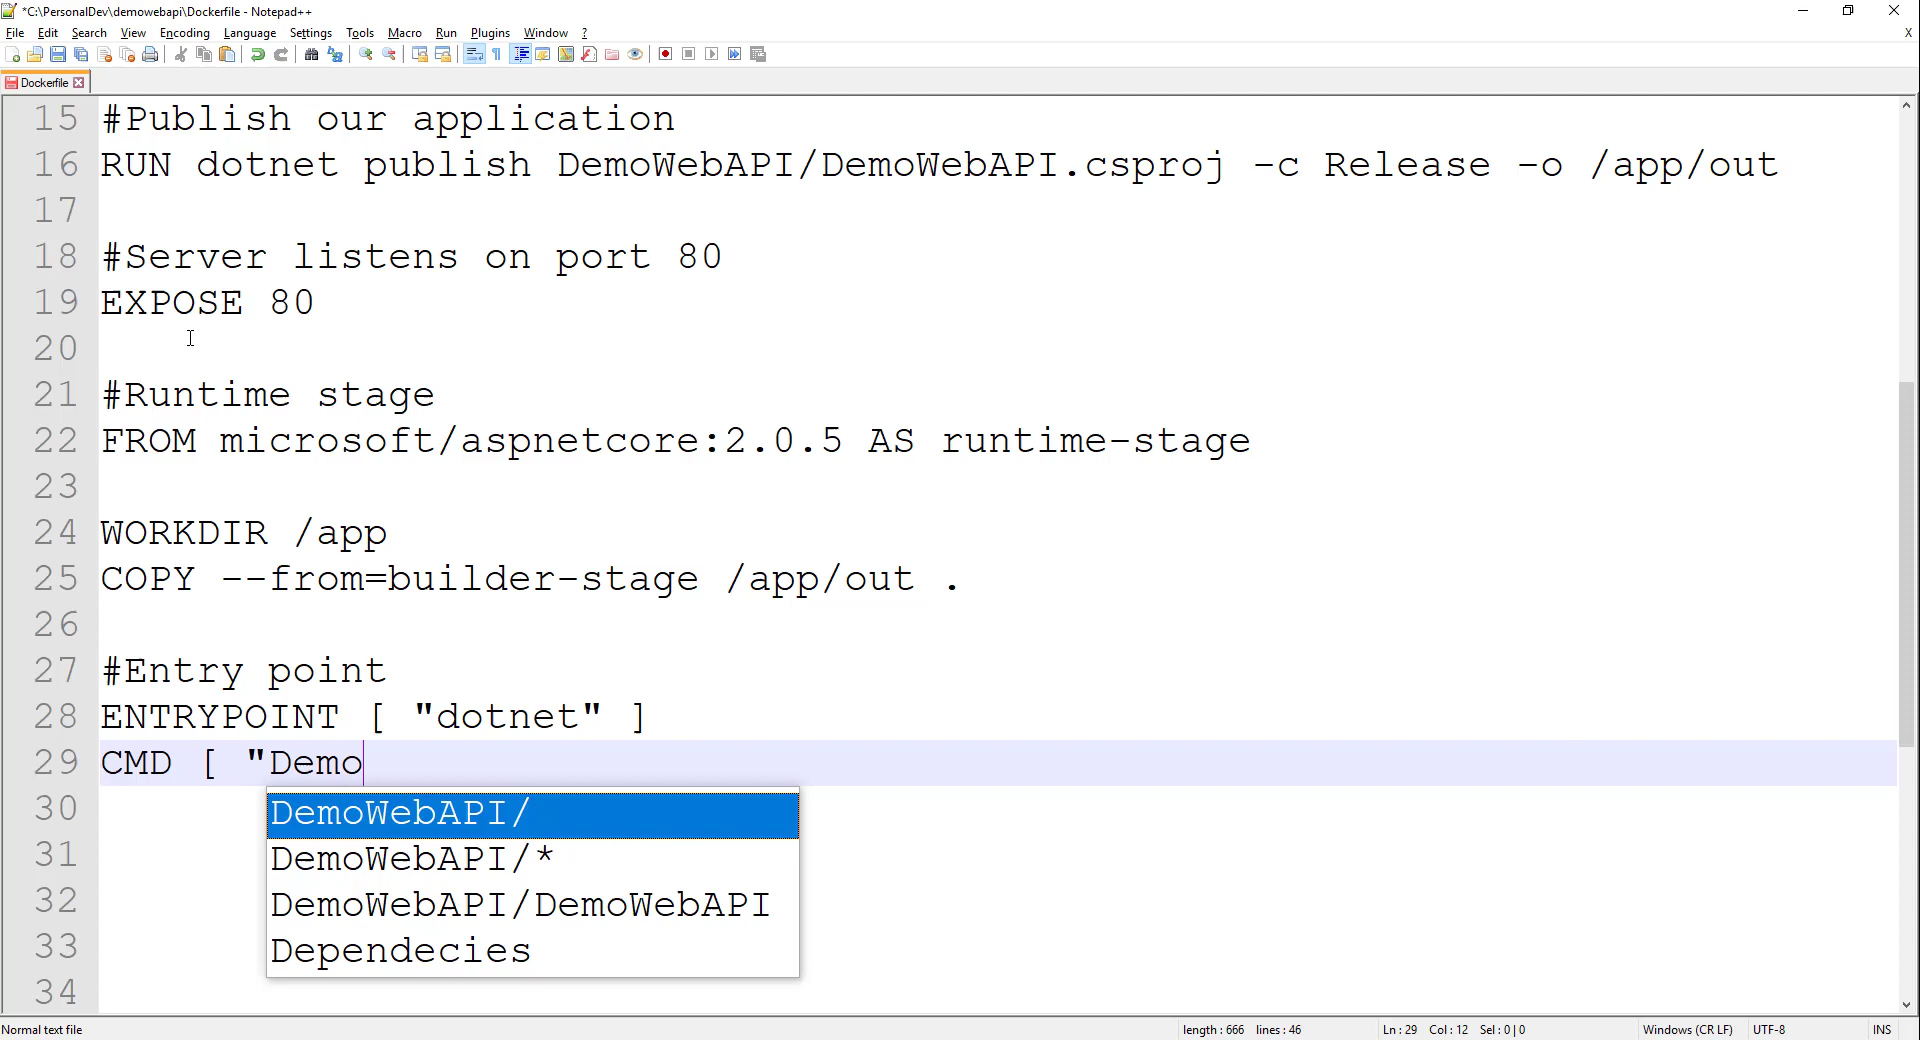 *C:\PersonalDev\demowebapi\Dockerfile - Notepad++
File Edit Search View Encoding Language Settings Tools Macro Run Plugins Window ? X
Dockerfile
15 #Publish our application
16 RUN dotnet publish DemoWebAPI/DemoWebAPI.csproj -c Release -o /app/out
17
18 #Server listens on port 80
19 EXPOSE 80
20
21 #Runtime stage
22 FROM microsoft/aspnetcore:2.0.5 AS runtime-stage
23
24 WORKDIR /app
25 COPY --from=builder-stage /app/out .
26
27 #Entry point
28 ENTRYPOINT [ "dotnet" ]
29 CMD [ "Demo
30 DemoWebAPI/
31 DemoWebAPI/*
32 DemoWebAPI/DemoWebAPI
33 Dependecies
34
Normal text file length : 666 lines : 46 Ln : 29 Col : 12 Sel : 0 | 0 Windows (CR LF) UTF-8 INS